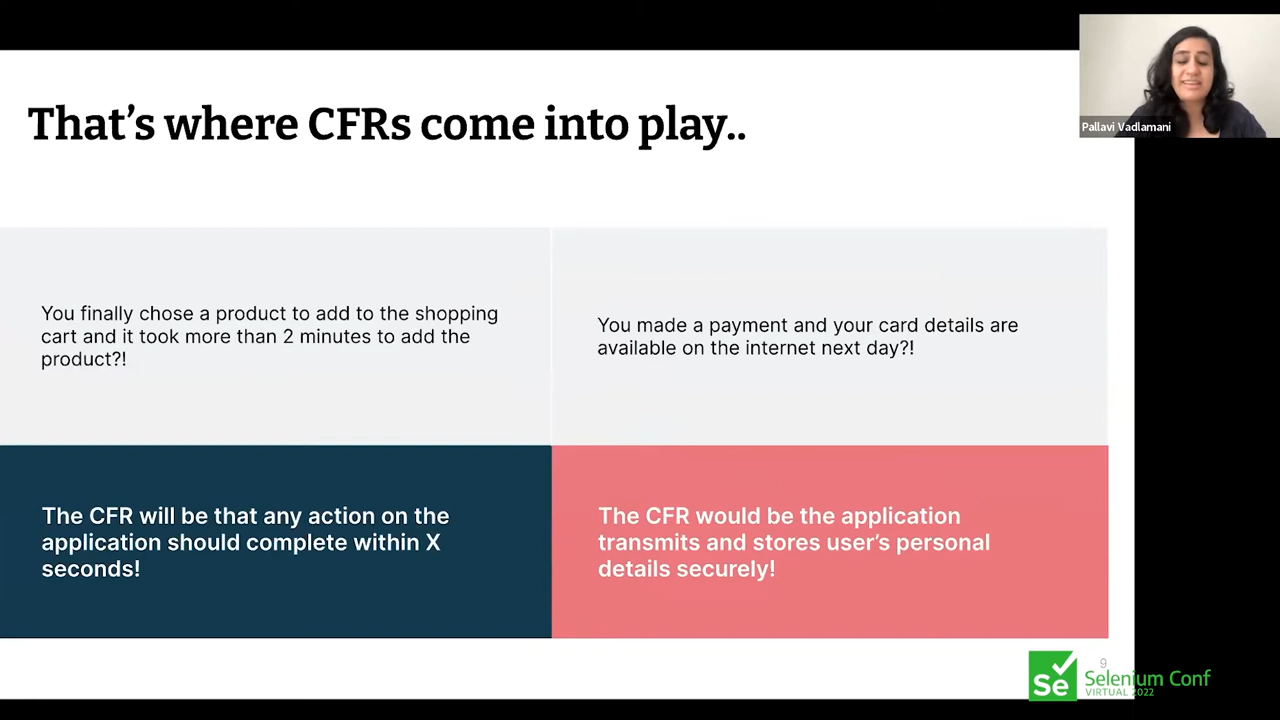 That's where CFRs come into play..
Pallavi Vadlamani
You finally chose a product to add to the shopping
cart and it took more than 2 minutes to add the
product?!
You made a payment and your card details are
available on the internet next day?!
The CFR will be that any action on the
application should complete within X
seconds!
The CFR would be the application
transmits and stores user's personal
details securely!
9
Se
Selenium Conf
VIRTUAL 2022